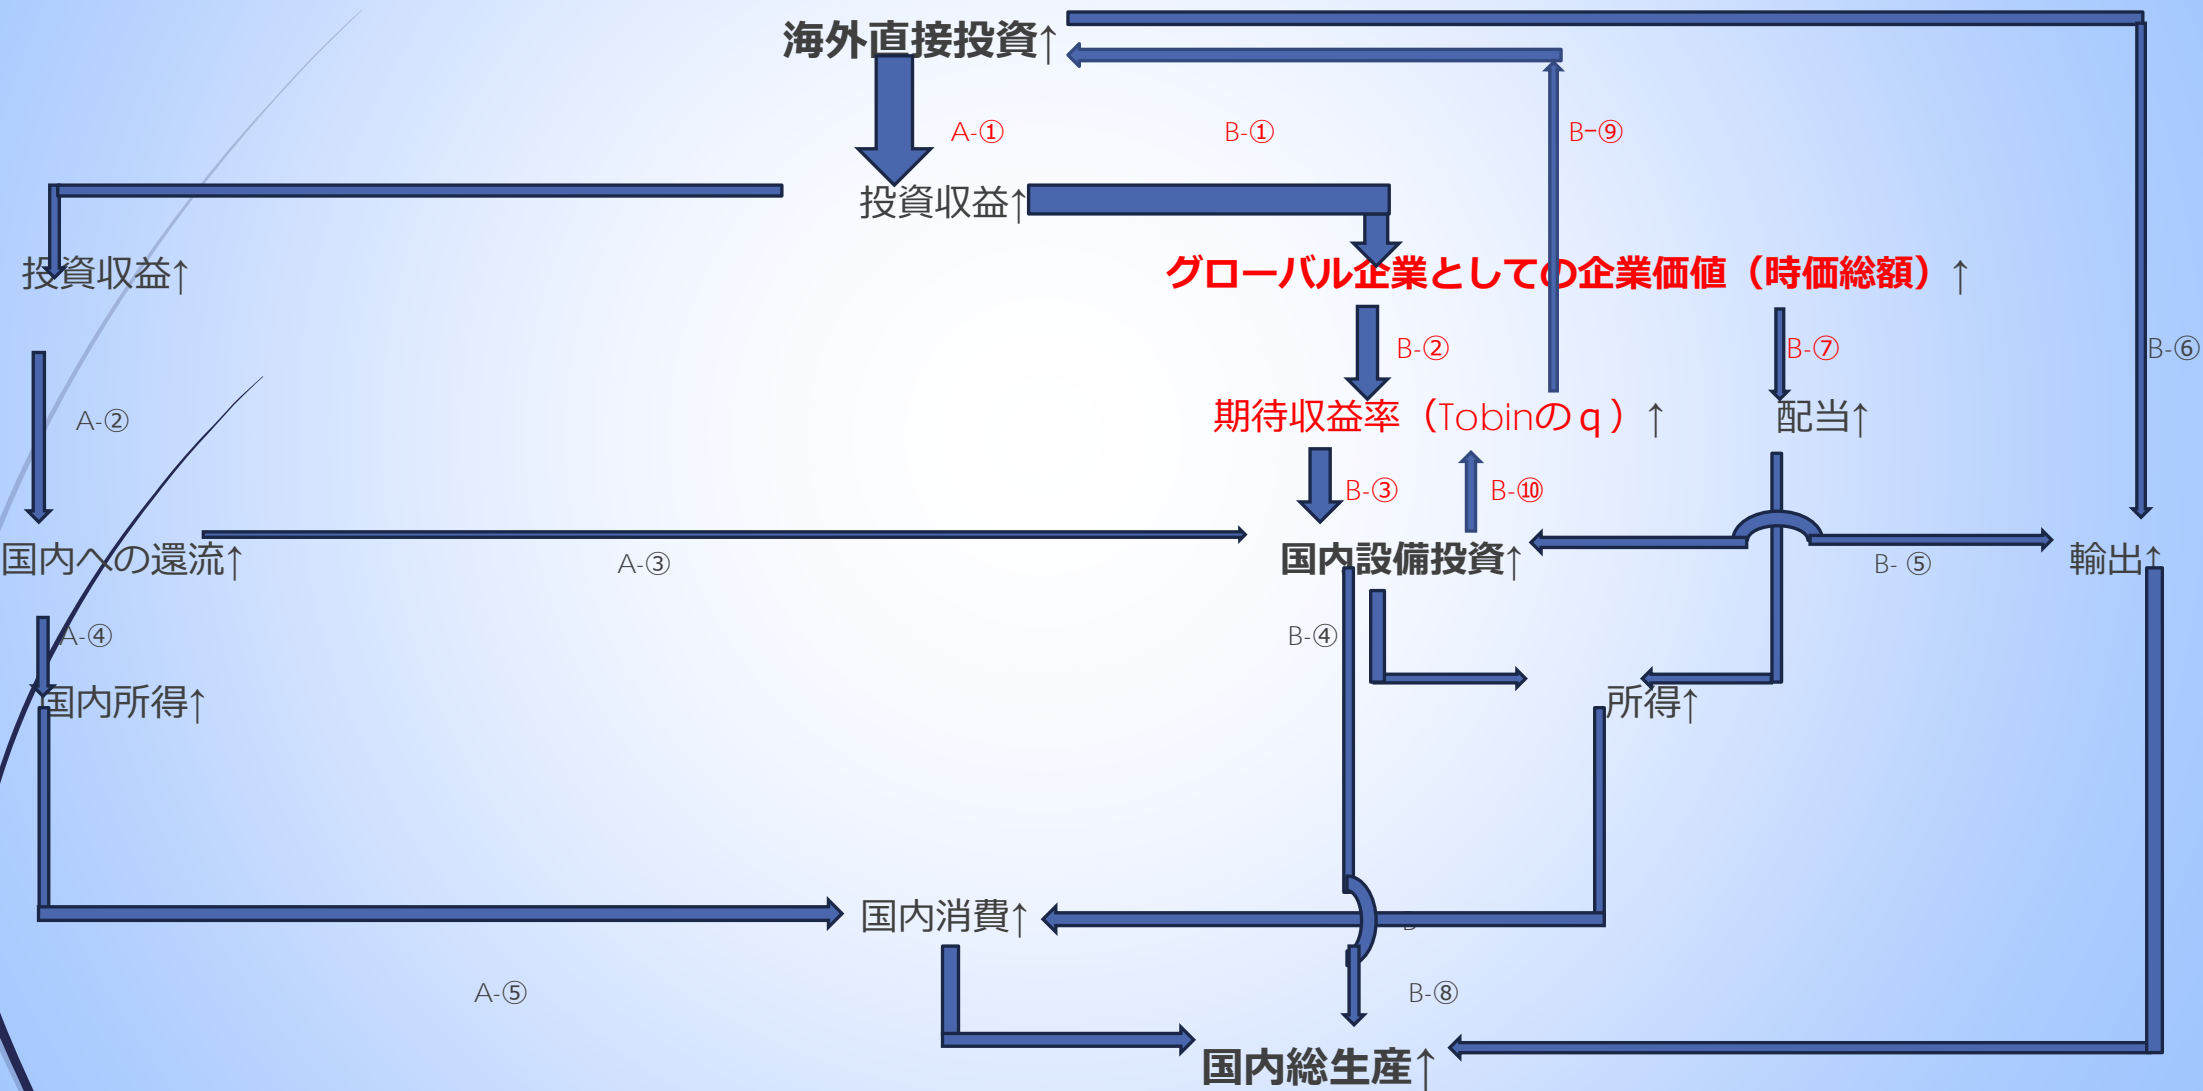 海外直接投資↑
A-①
B-①
B-⑨
投資収益↑
投資収益↑
グローバル企業としての企業価値（時価総額）↑
B-②
B-⑦
B-⑥
期待収益率（Tobinのｑ）↑
配当↑
A-②
B-③
B-⑩
国内への還流↑
A-③
国内設備投資↑
B- ⑤
輸出↑
A-④
B-④
国内所得↑
所得↑
国内消費↑
A-⑤
B-⑧
国内総生産↑